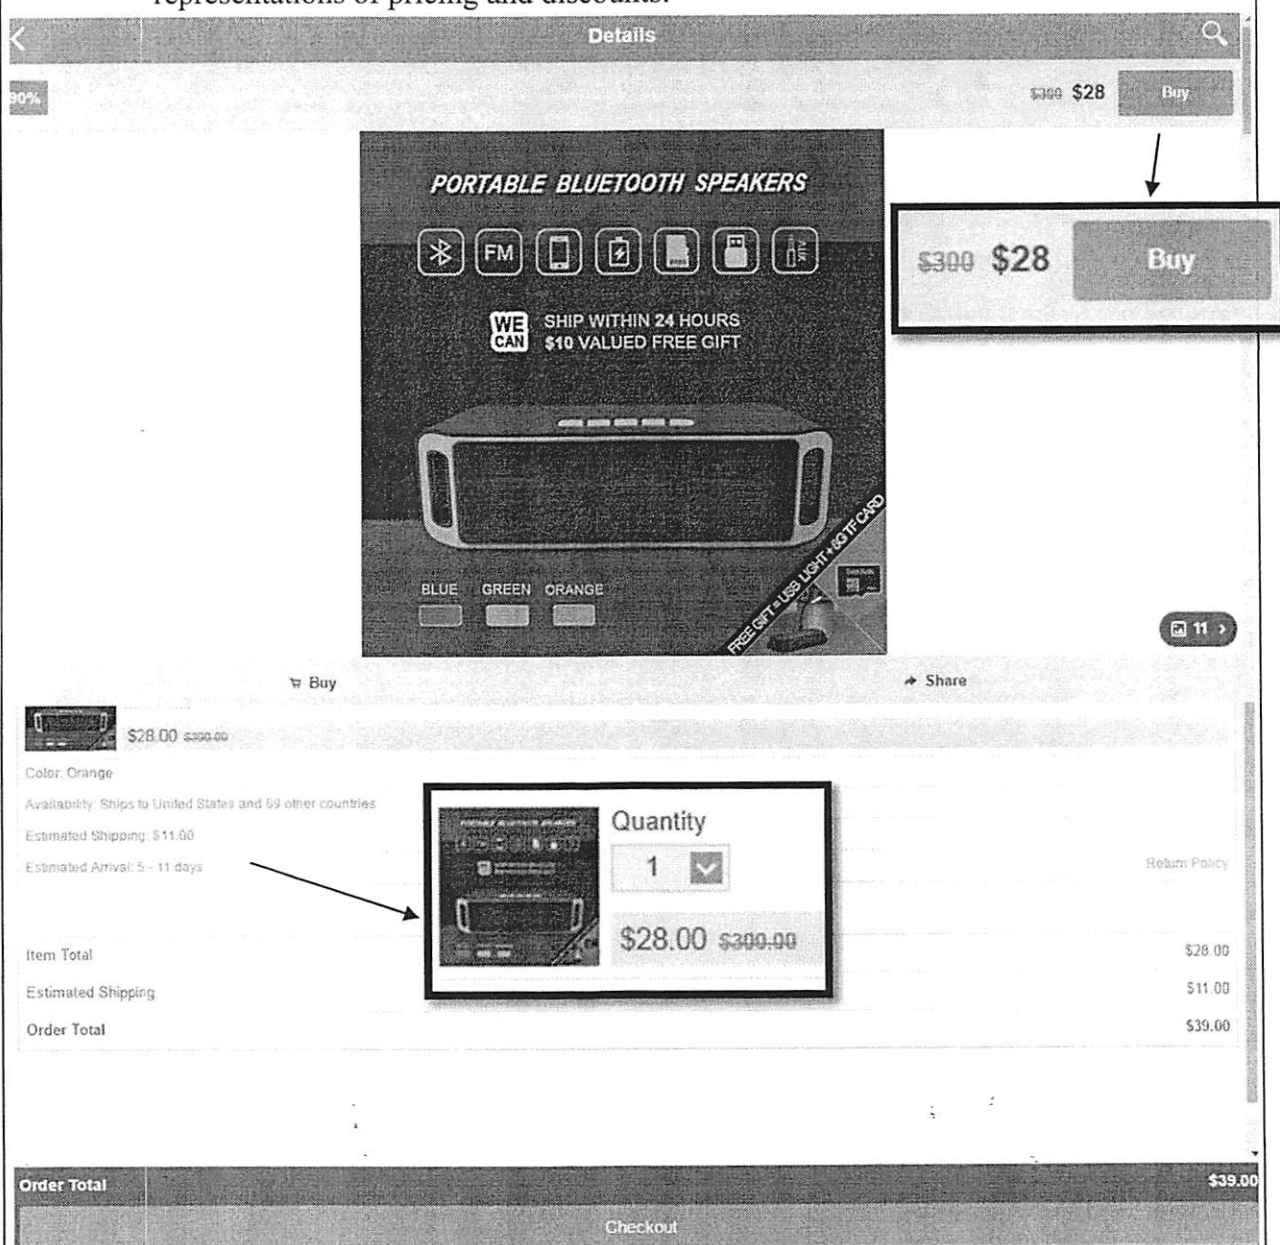 representations of pricing and discounts.
Details
90%
$300 $28 Buy
PORTABLE BLUETOOTH SPEAKERS
FM
AUX
$300 $28 Buy
WE CAN
SHIP WITHIN 24 HOURS
$10 VALUED FREE GIFT
FREE GIFT = USB LIGHT + 8G TF CARD
BLUE GREEN ORANGE
11
Buy
Share
$28.00 $300.00
Color: Orange
Availability: Ships to United States and 69 other countries
Estimated Shipping: $11.00
Estimated Arrival: 5 - 11 days
Return Policy
PORTABLE BLUETOOTH SPEAKERS
Quantity
1
$28.00 $300.00
Item Total $28.00
Estimated Shipping $11.00
Order Total $39.00
Order Total $39.00
Checkout